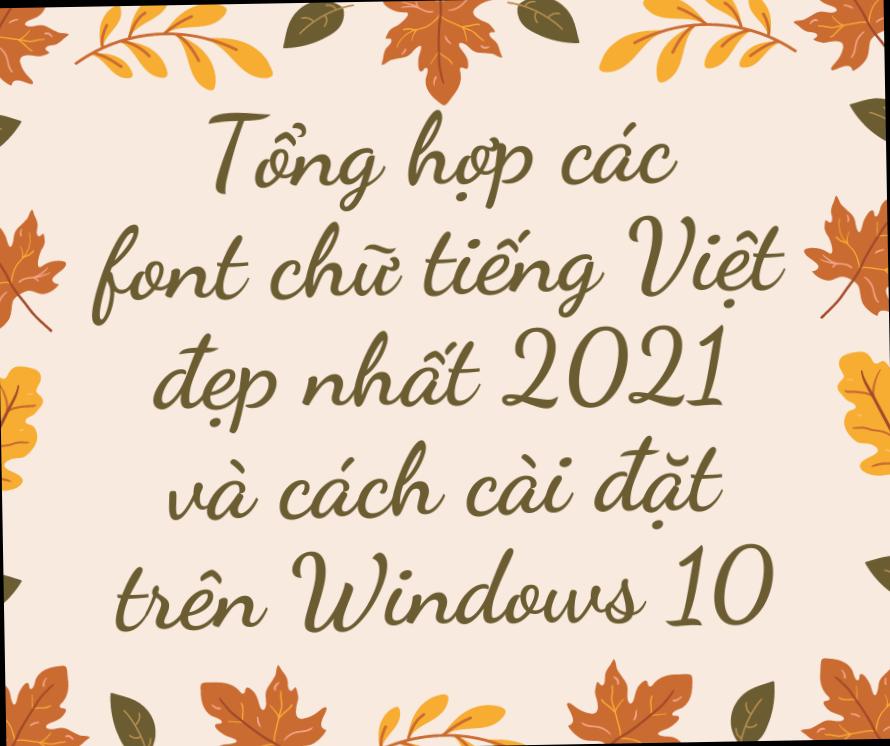 Tổng hợp các
font chữ tiếng Việt
đẹp nhất 2021
và cách cài đặt
trên Windows 10